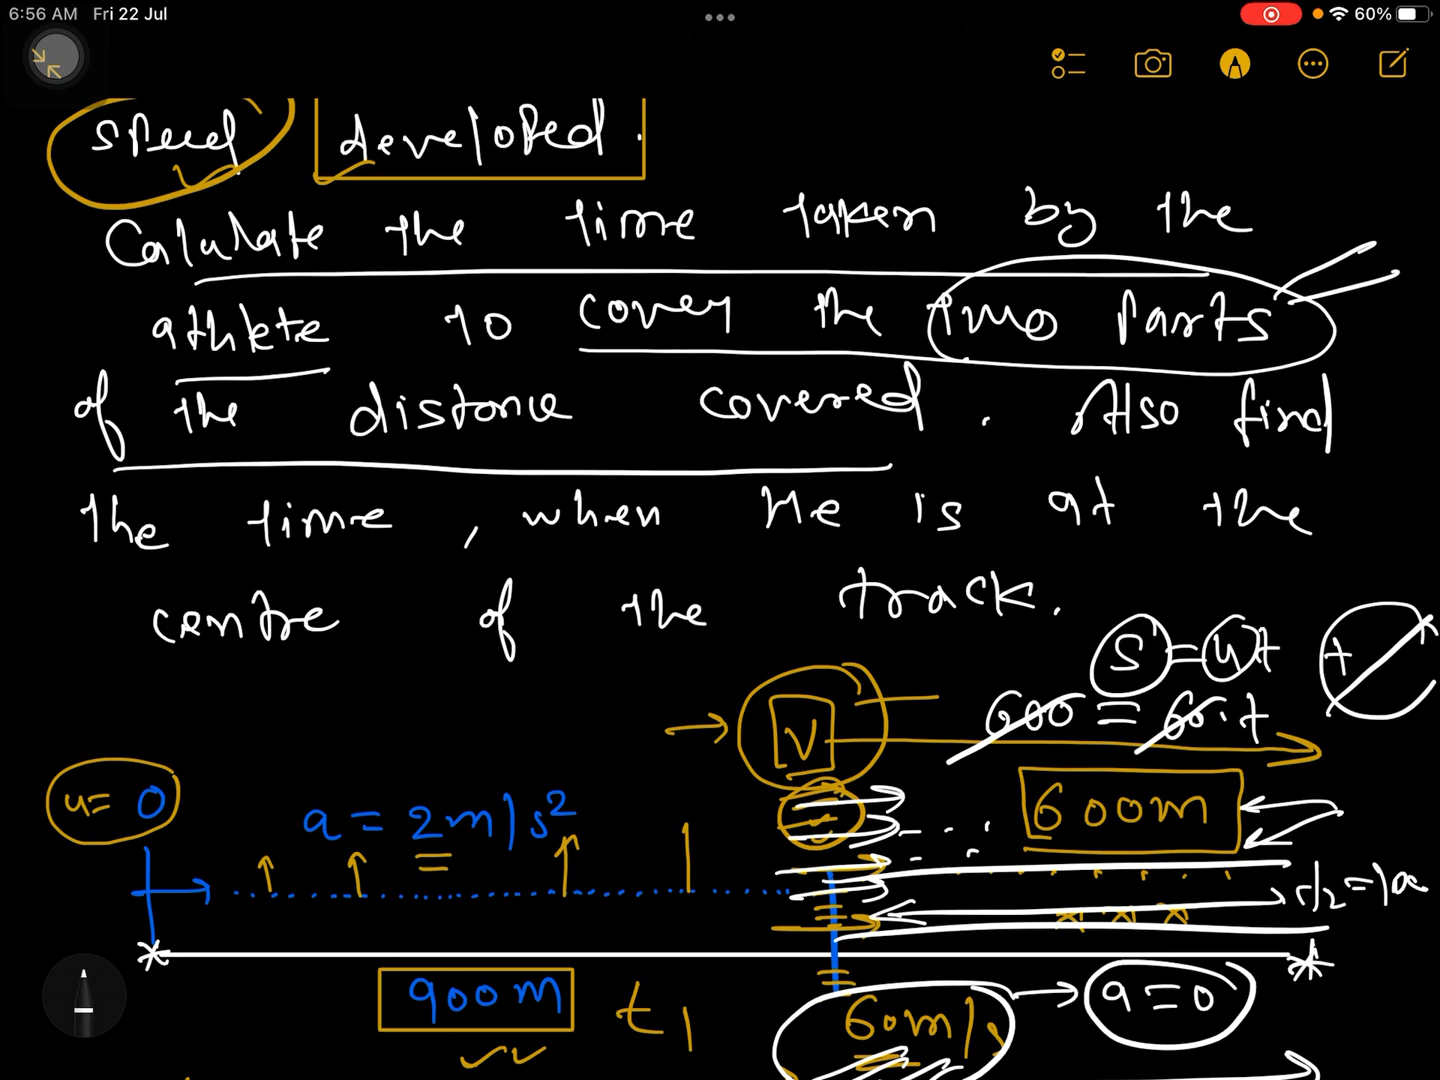 6:56 AM Fri 22 Jul
60%
speed developed.
Calulate the time taken by the
athlete to cover the two parts
of the distance covered. Also find
the time, when He is at the
centre of the track.
S = ut
V 600 = 60·t
u = 0 a = 2m/s² 600m
900m t1 60m/s a = 0